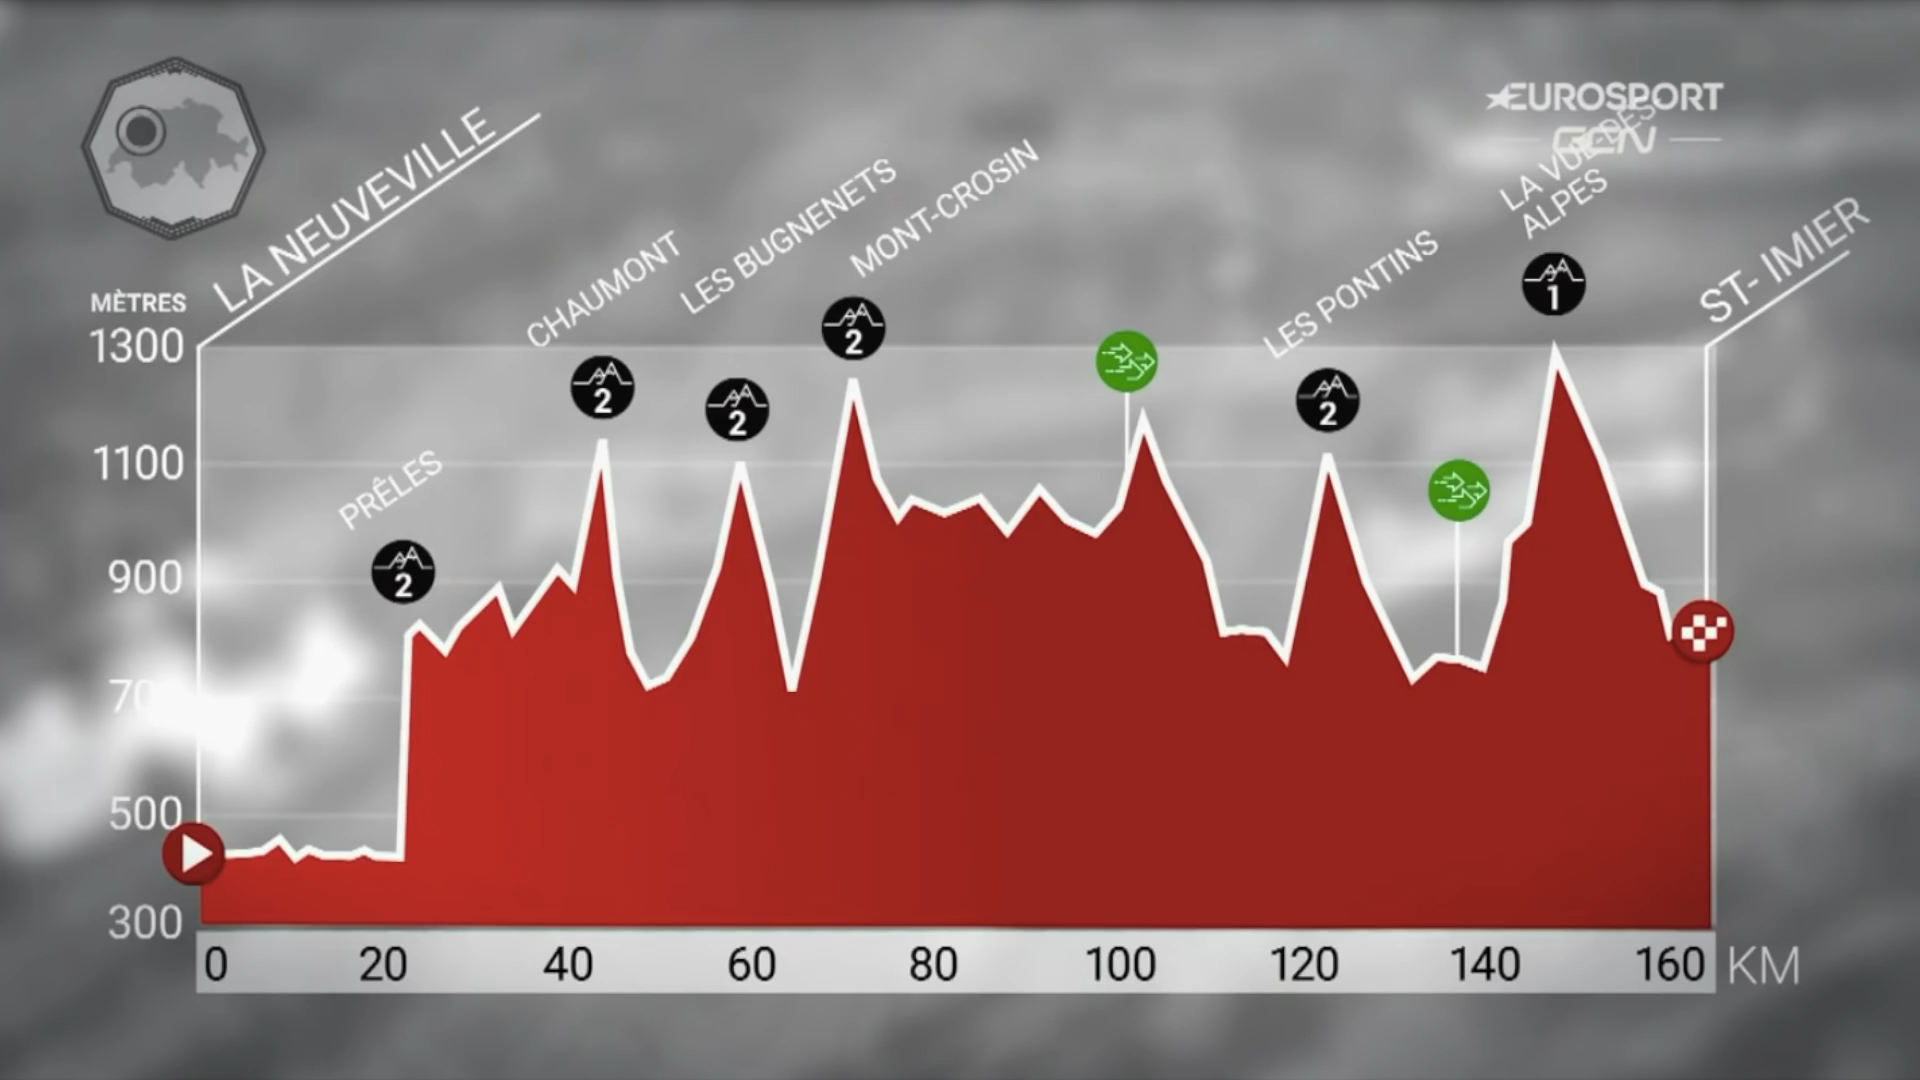 EUROSPORT
GCN
LA NEUVEVILLE
PRÊLES
CHAUMONT
LES BUGNENETS
MONT-CROSIN
LES PONTINS
LA VUE-DES-
ALPES
ST- IMIER
MÈTRES
1300
1100
900
700
500
300
2
2
2
2
2
1
0 20 40 60 80 100 120 140 160 KM